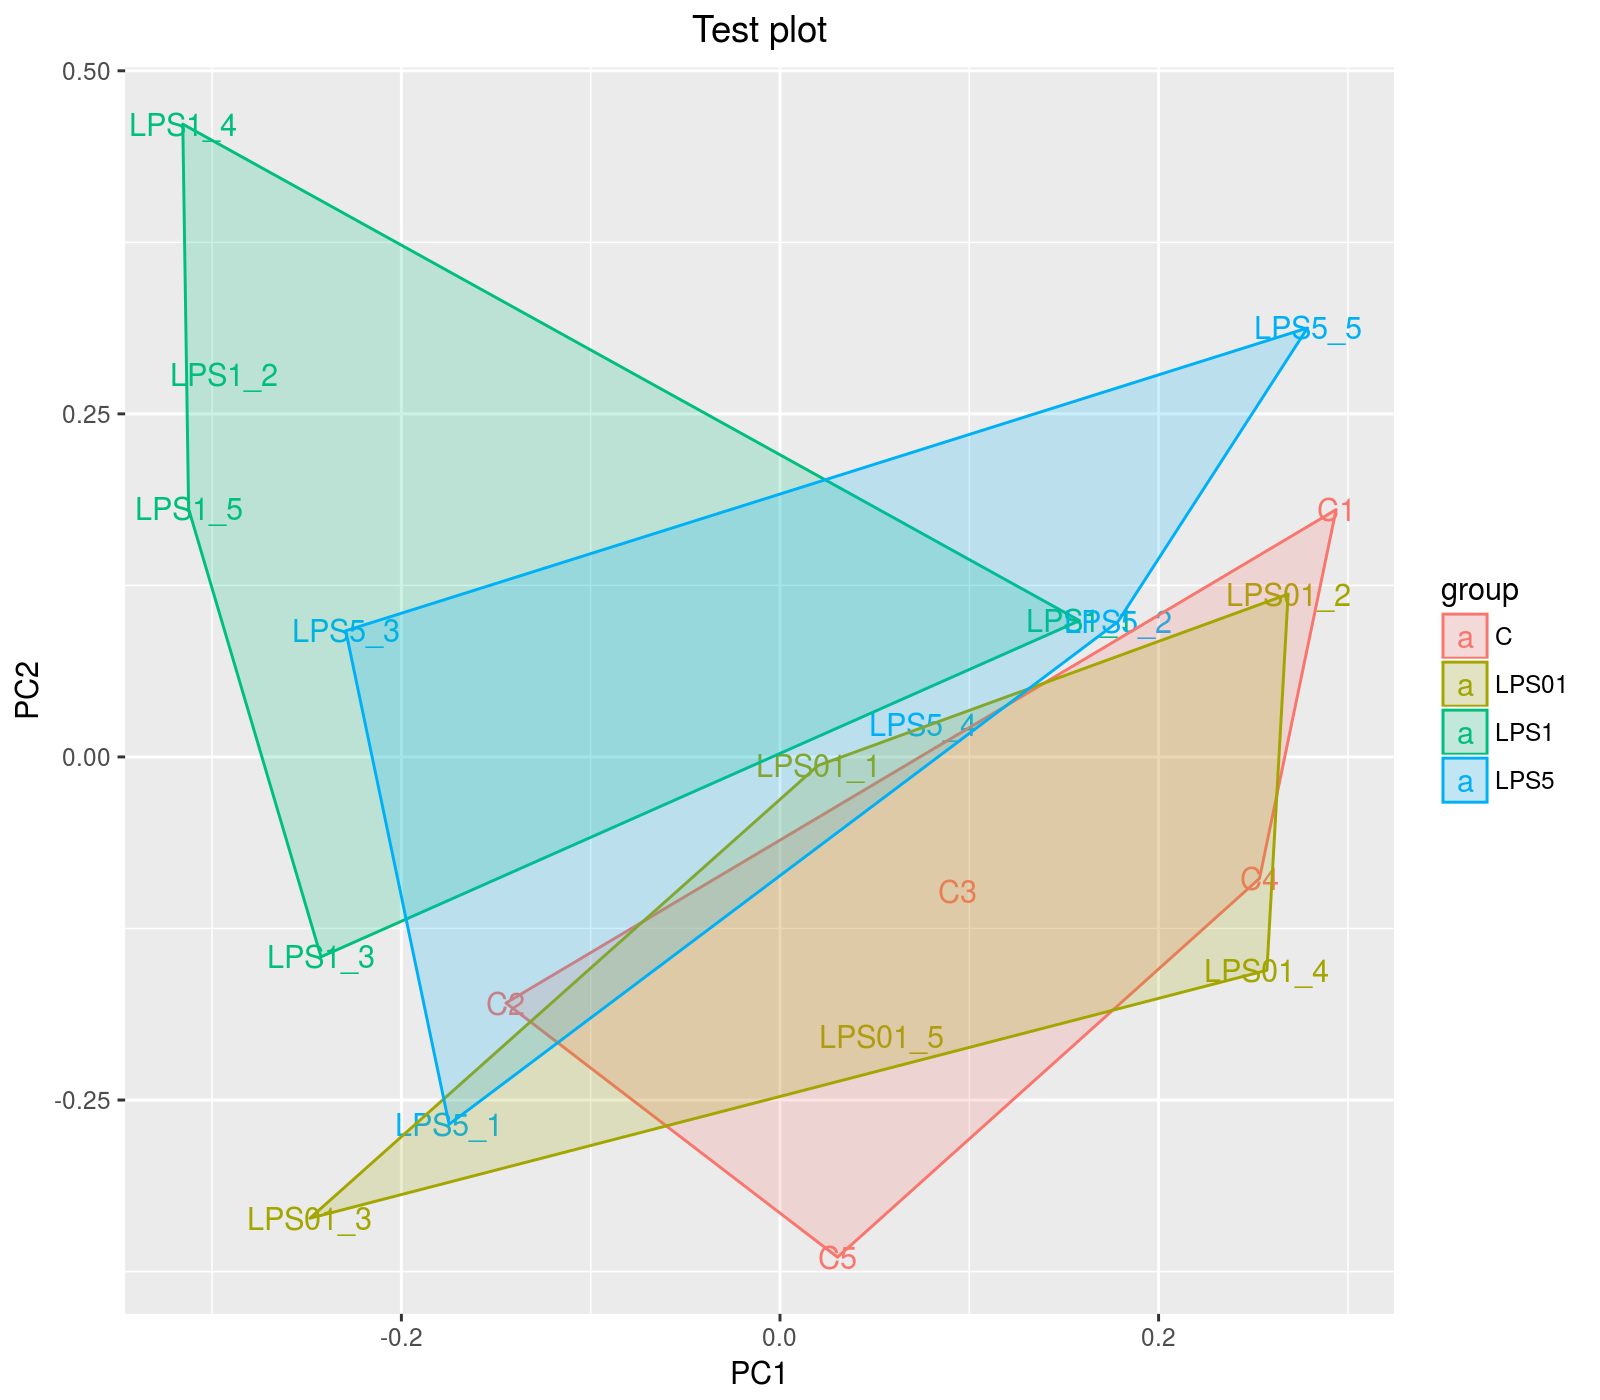 Test plot
0.50
LPS1_4
LPS5_5
LPS1_2
0.25
LPS1_5
C1
LPS01_2
LPS5_3
LPS1_1
LPS5_2
LPS5_4
0.00
LPS01_1
C4
C3
LPS1_3
LPS01_4
C2
LPS01_5
-0.25
LPS5_1
LPS01_3
C5
-0.2
0.0
0.2
PC1
PC2
group
a C
a LPS01
a LPS1
a LPS5